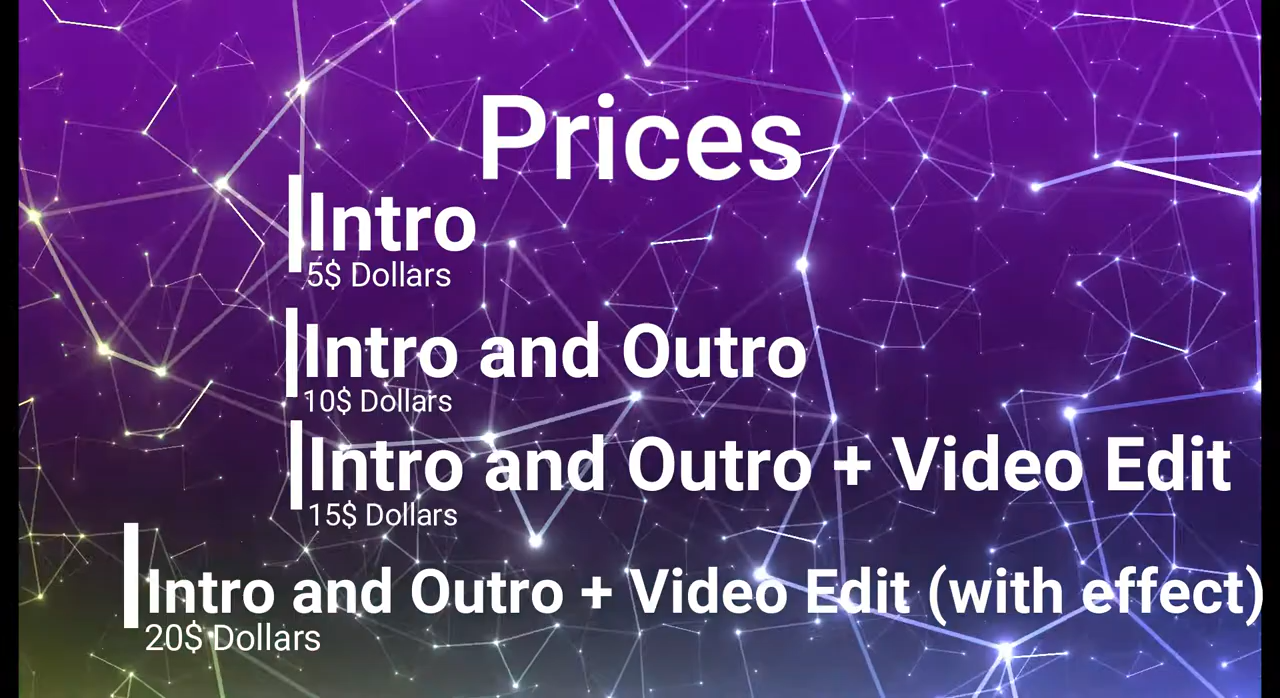 Prices
Intro
5$ Dollars
Intro and Outro
10$ Dollars
Intro and Outro + Video Edit
15$ Dollars
Intro and Outro + Video Edit (with effect)
20$ Dollars